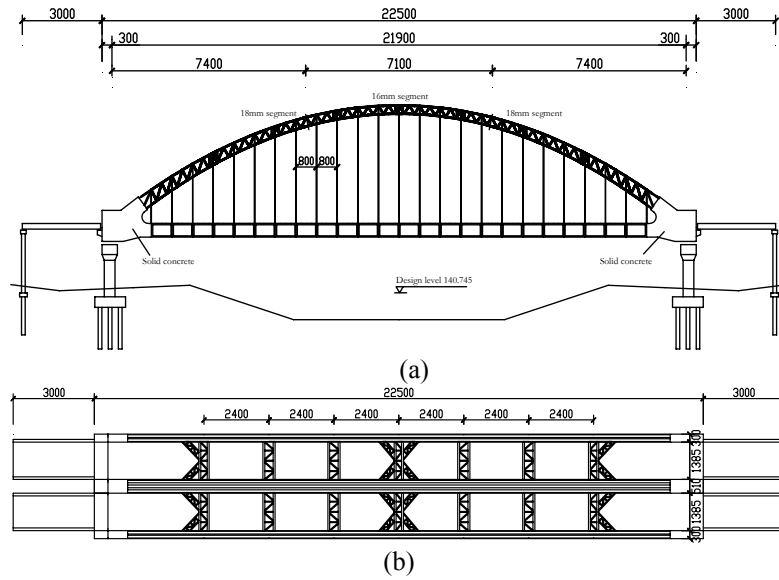 3000 22500 3000
300 21900 300
7400 7100 7400
16mm segment
18mm segment 18mm segment
800 800
Solid concrete Solid concrete
Design level 140.745
(a)
3000 22500 3000
2400 2400 2400 2400 2400 2400
300
1385
510
1385
300
(b)